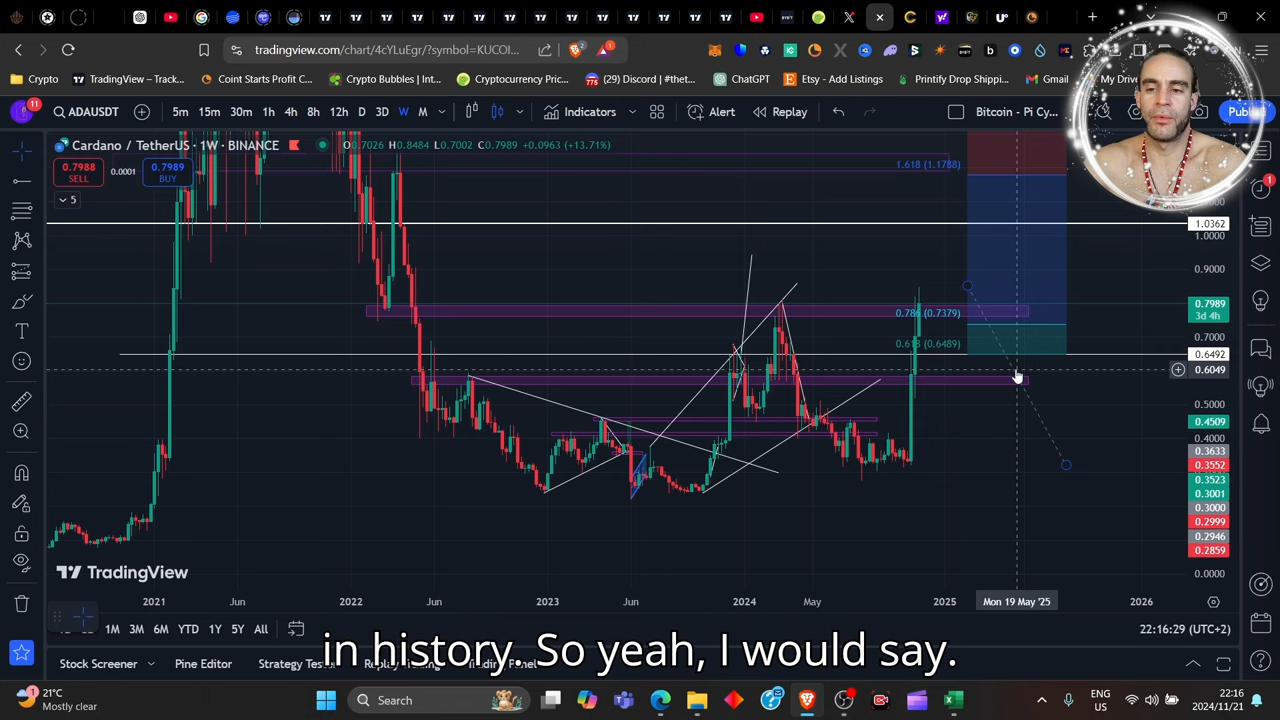 tradingview.com/chart/4cYLuEgr/?symbol=KUCOI...
Crypto
TradingView – Track...
Coin Starts Profit C...
Crypto Bubbles | Int...
Cryptocurrency Pric...
(29) Discord | #thet...
ChatGPT
Etsy - Add Listings
Printify Drop Shippi...
Gmail
My Drive
11
ADAUSDT
5m 15m 30m 1h 4h 8h 12h D 3D W M
Indicators
Alert
Replay
Bitcoin - Pi Cy...
Cardano / TetherUS · 1W · BINANCE
O0.7026 H0.8484 L0.7002 C0.7989 +0.0963 (+13.71%)
0.7988
SELL
0.0001
0.7989
BUY
5
1.618 (1.1788)
0.786 (0.7379)
0.618 (0.6489)
1.0362
1.0000
0.9000
0.7989
3d 4h
0.7000
0.6492
0.6049
0.5000
0.4509
0.4000
0.3633
0.3552
0.3523
0.3001
0.3000
0.2999
0.2946
0.2859
0.0000
TradingView
2021 Jun 2022 Jun 2023 Jun 2024 May 2025 Mon 19 May '25 2026
1M 3M 6M YTD 1Y 5Y All
22:16:29 (UTC+2)
in history. So yeah, I would say.
Stock Screener
Pine Editor
21°C
Mostly clear
Search
ENG
US
22:16
2024/11/21